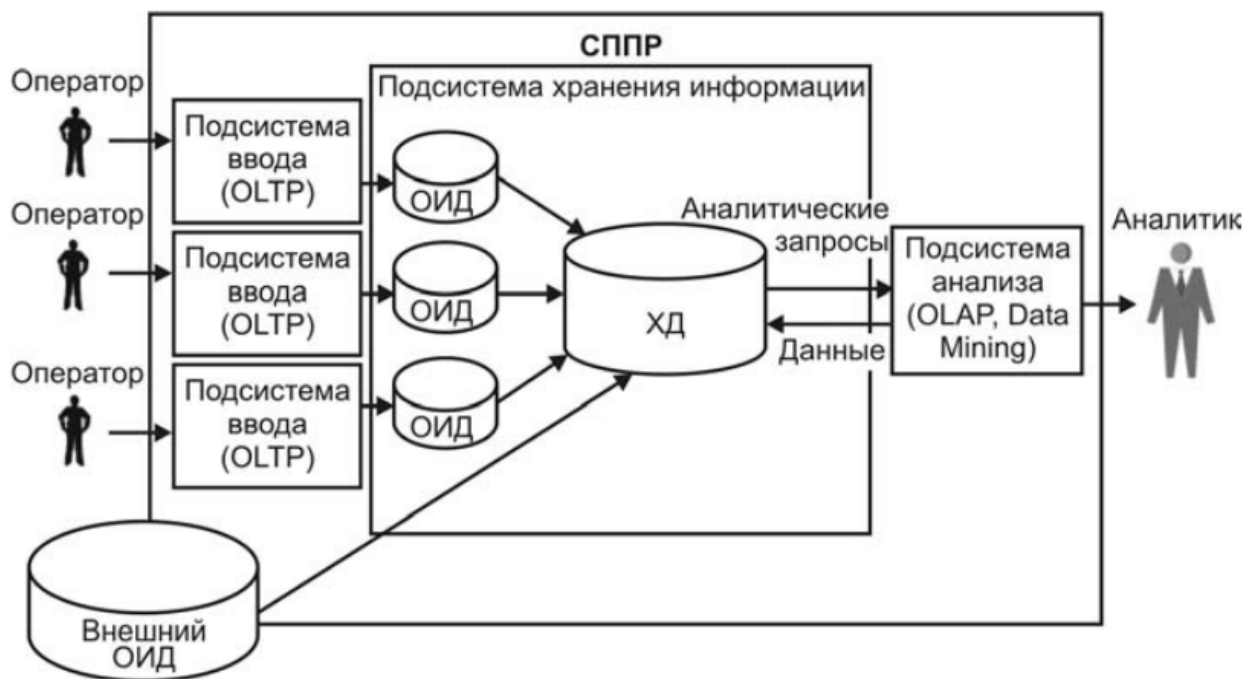 СППР
Оператор
Подсистема хранения информации
Подсистема
ввода
(OLTP)
ОИД
Оператор
Подсистема
ввода
(OLTP)
ОИД
Оператор
Подсистема
ввода
(OLTP)
ОИД
ХД
Аналитические
запросы
Данные
Подсистема
анализа
(OLAP, Data
Mining)
Аналитик
Внешний
ОИД